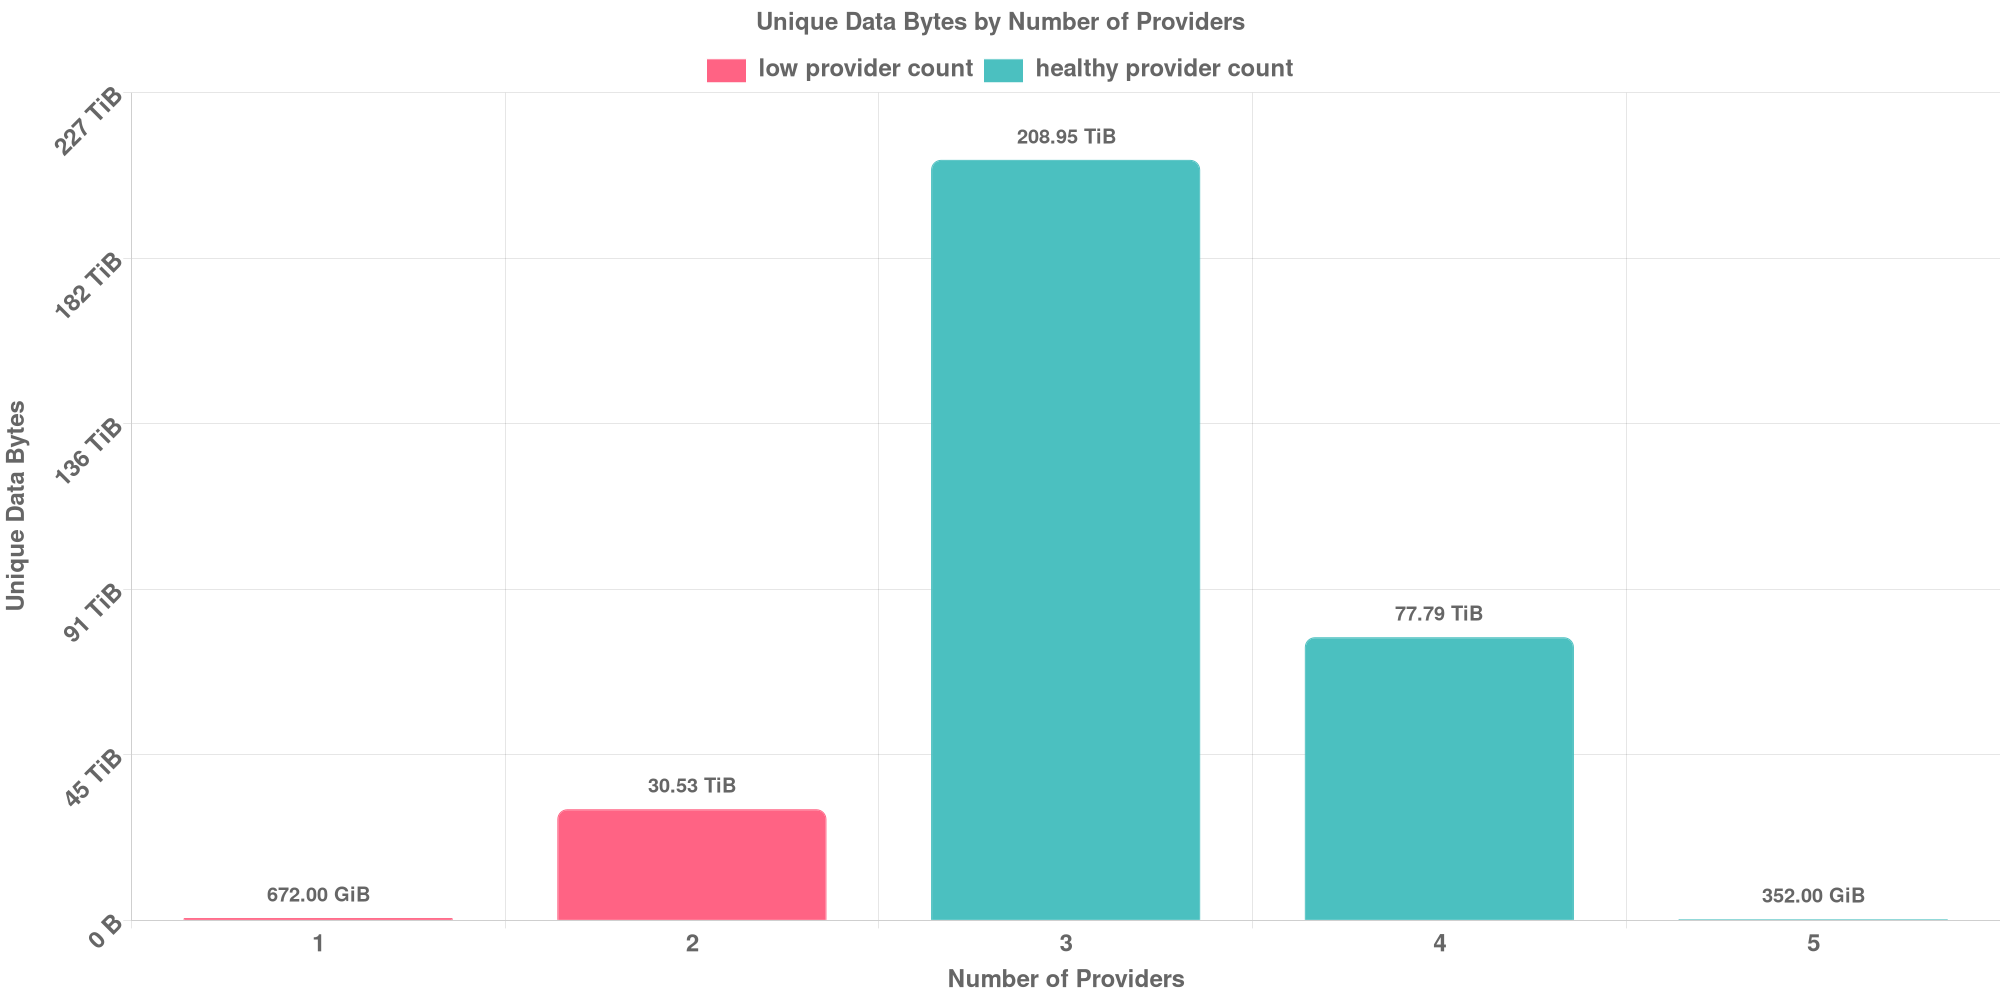 Unique Data Bytes by Number of Providers
low provider count healthy provider count
227 TiB
182 TiB
136 TiB
91 TiB
45 TiB
0 B
Unique Data Bytes
672.00 GiB
30.53 TiB
208.95 TiB
77.79 TiB
352.00 GiB
1 2 3 4 5
Number of Providers